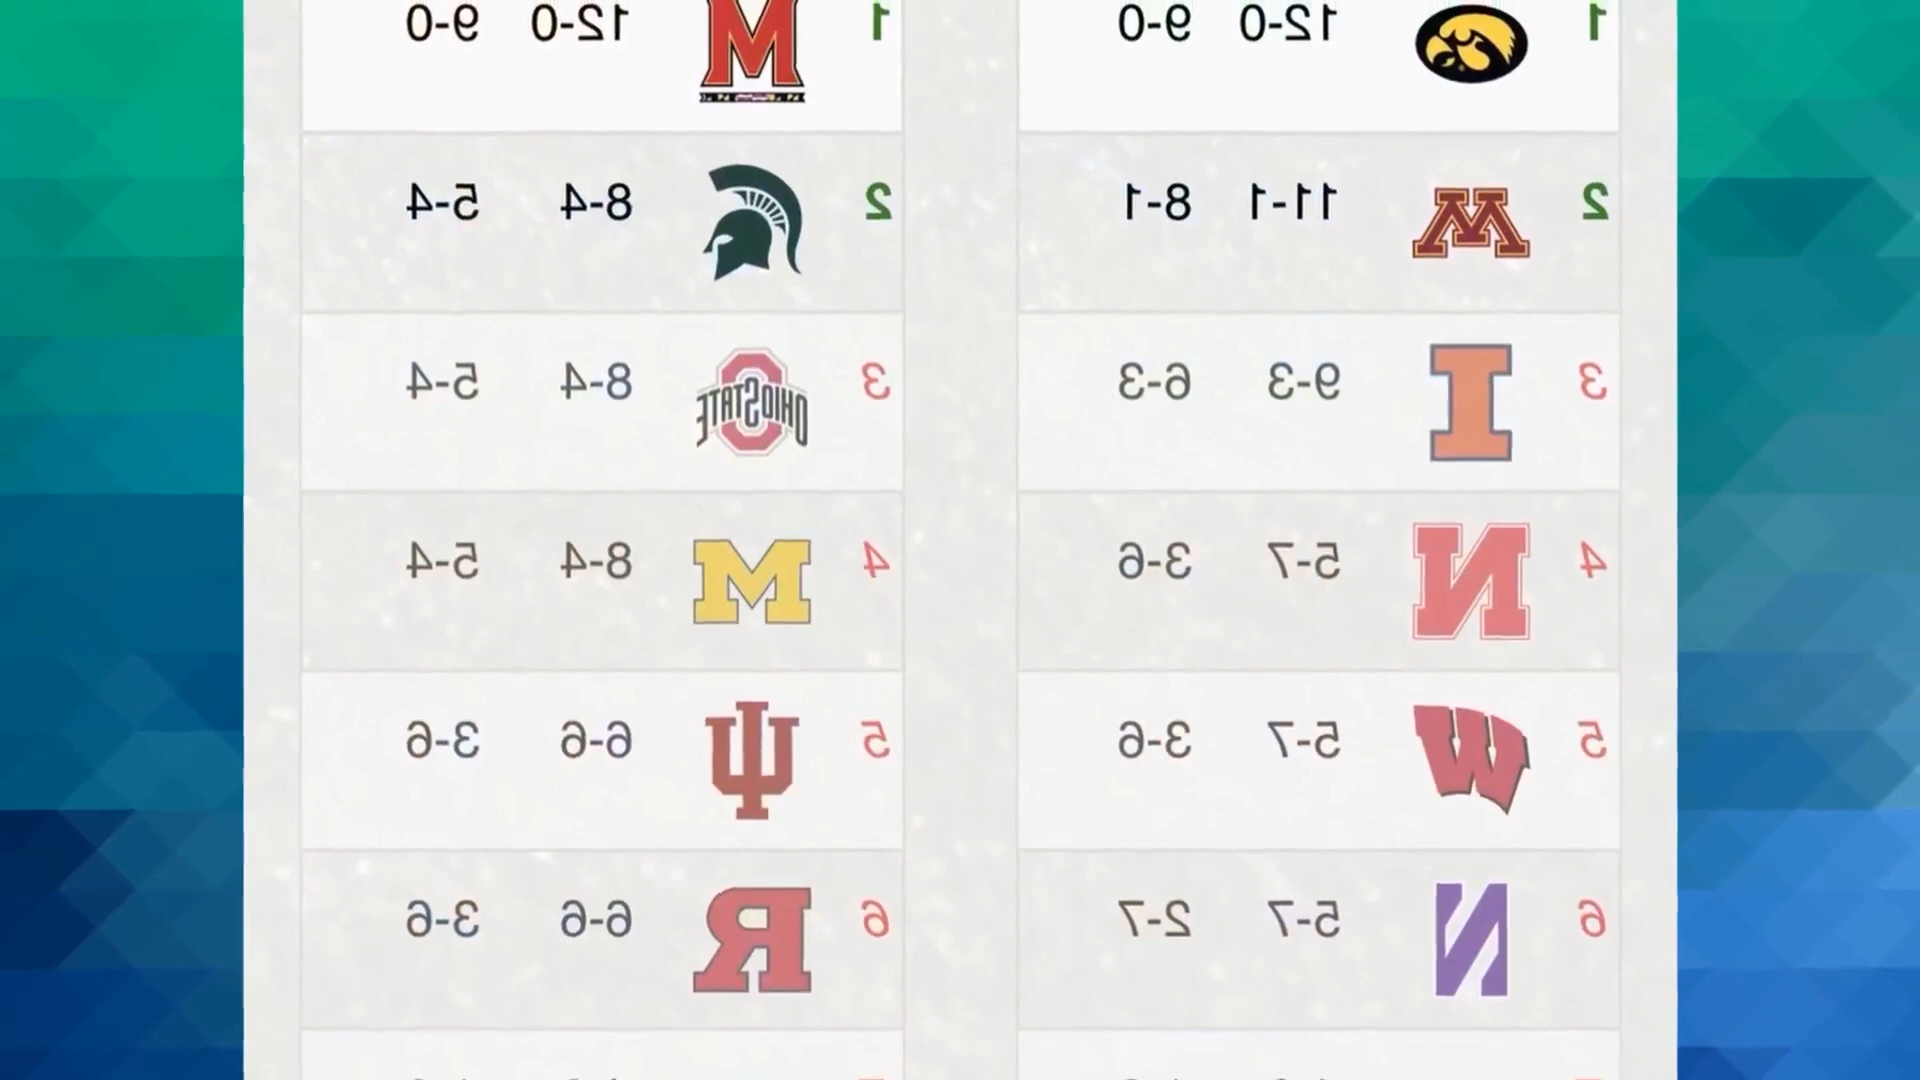 1 12-0 9-0 1 M 12-0 9-0
2 M 11-1 8-1 2 8-4 5-4
3 I 9-3 6-3 3 OHIO STATE 8-4 5-4
4 N 5-7 3-6 4 M 8-4 5-4
5 W 5-7 3-6 5 IU 6-6 3-6
6 N 5-7 2-7 6 R 6-6 3-6